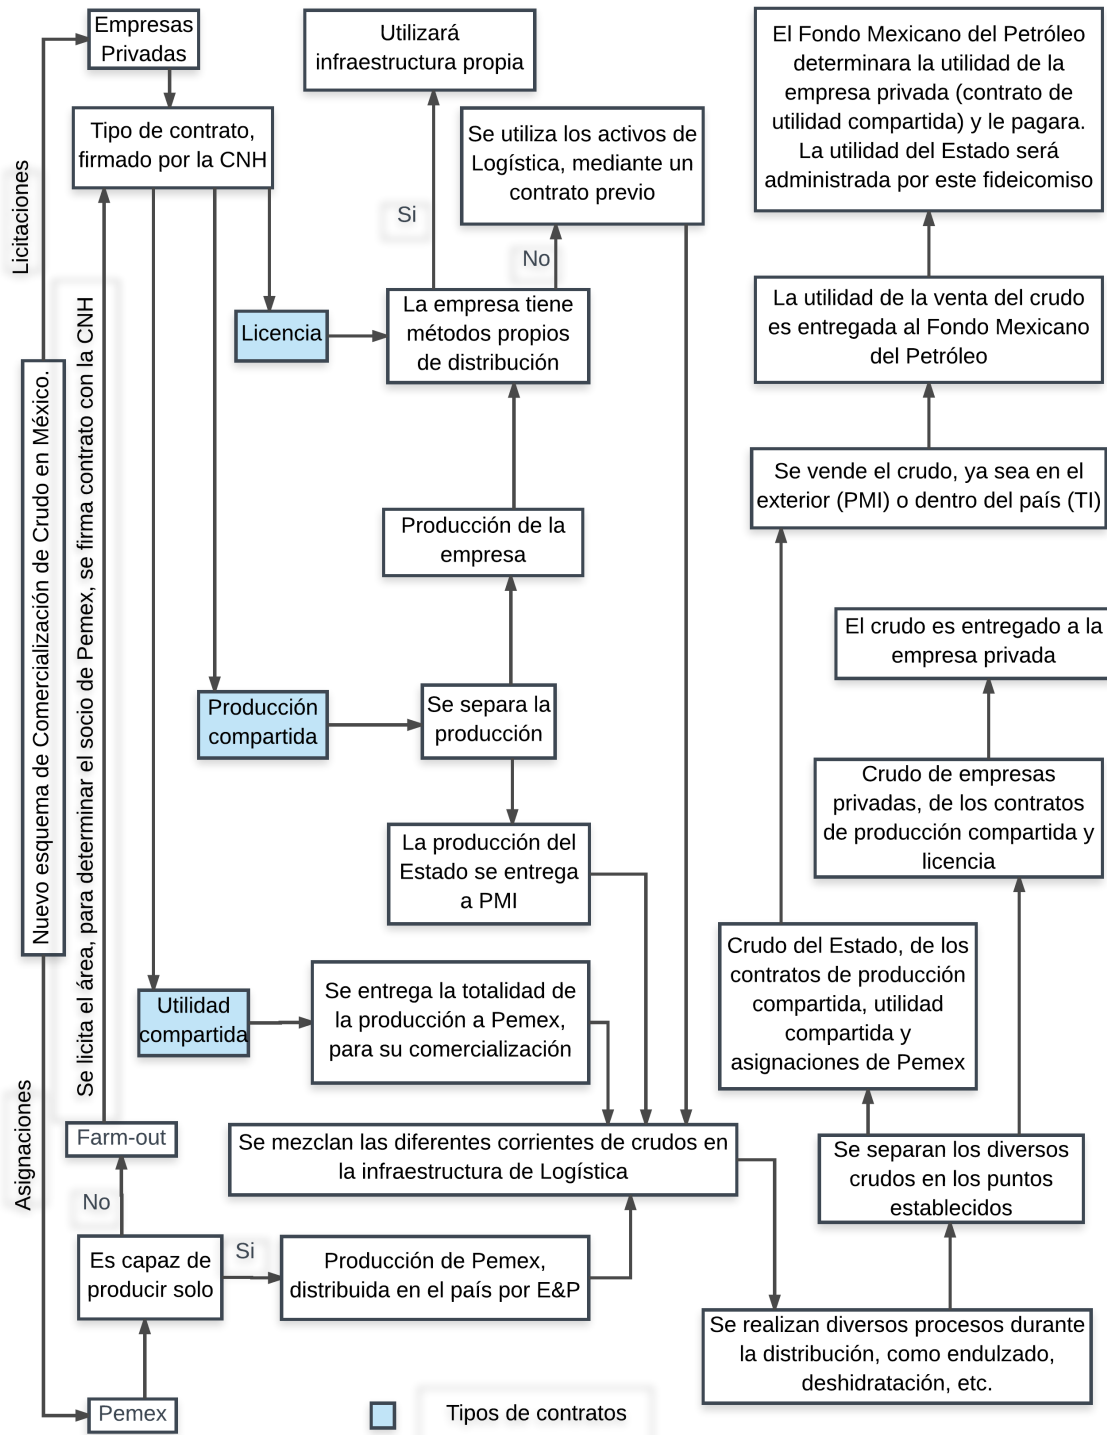 Empresas
Privadas
Tipo de contrato,
firmado por la CNH
Utilizará
infraestructura propia
Se utiliza los activos de
Logística, mediante un
contrato previo
El Fondo Mexicano del Petróleo
determinara la utilidad de la
empresa privada (contrato de
utilidad compartida) y le pagara.
La utilidad del Estado será
administrada por este fideicomiso
Licitaciones
Si
No
Licencia
La empresa tiene
métodos propios
de distribución
La utilidad de la venta del crudo
es entregada al Fondo Mexicano
del Petróleo
Nuevo esquema de Comercialización de Crudo en México.
Se licita el área, para determinar el socio de Pemex, se firma contrato con la CNH
Se vende el crudo, ya sea en el
exterior (PMI) o dentro del país (TI)
Producción de la
empresa
El crudo es entregado a la
empresa privada
Producción
compartida
Se separa la
producción
Crudo de empresas
privadas, de los contratos
de producción compartida y
licencia
La producción del
Estado se entrega
a PMI
Crudo del Estado, de los
contratos de producción
compartida, utilidad
compartida y
asignaciones de Pemex
Utilidad
compartida
Se entrega la totalidad de
la producción a Pemex,
para su comercialización
Asignaciones
Farm-out
Se mezclan las diferentes corrientes de crudos en
la infraestructura de Logística
Se separan los diversos
crudos en los puntos
establecidos
No
Es capaz de
producir solo
Si
Producción de Pemex,
distribuida en el país por E&P
Se realizan diversos procesos durante
la distribución, como endulzado,
deshidratación, etc.
Pemex
Tipos de contratos